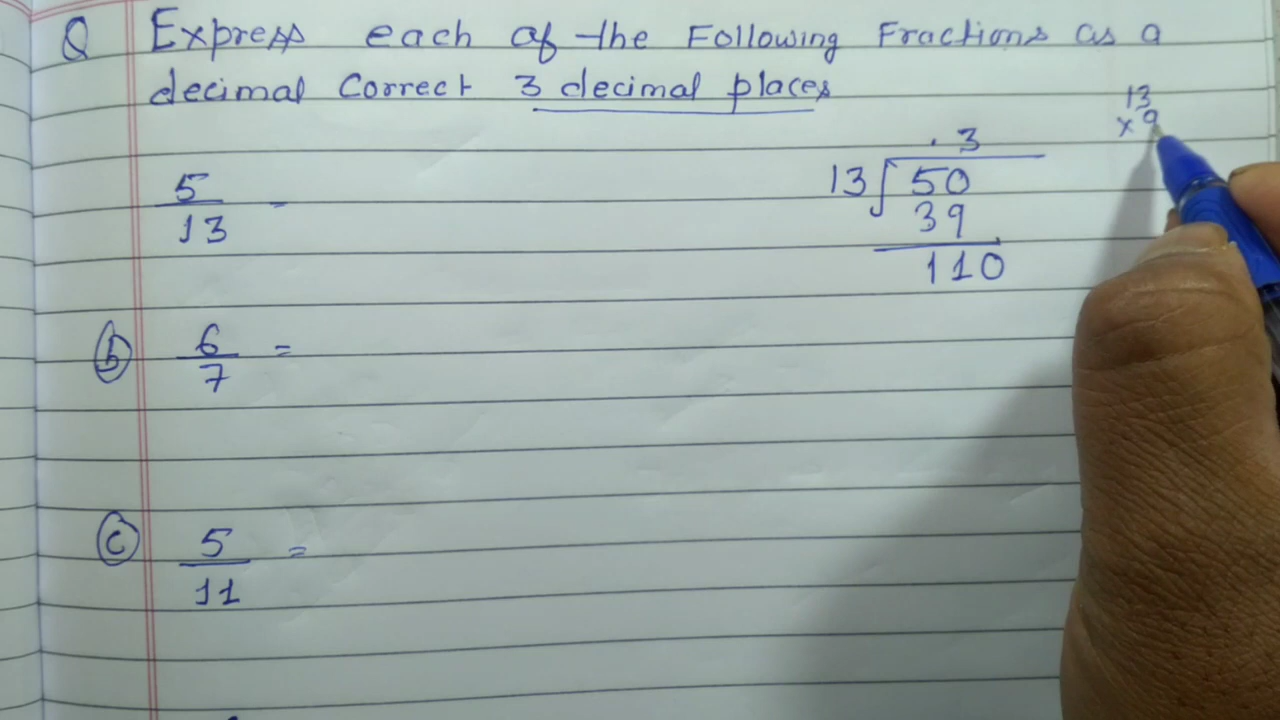 Q Express each of the Following Fractions as a
decimal Correct 3 decimal places
13
× 9
. 3
5
13 -
13 50
39
110
(b) 6
7 =
(c) 5
11 =